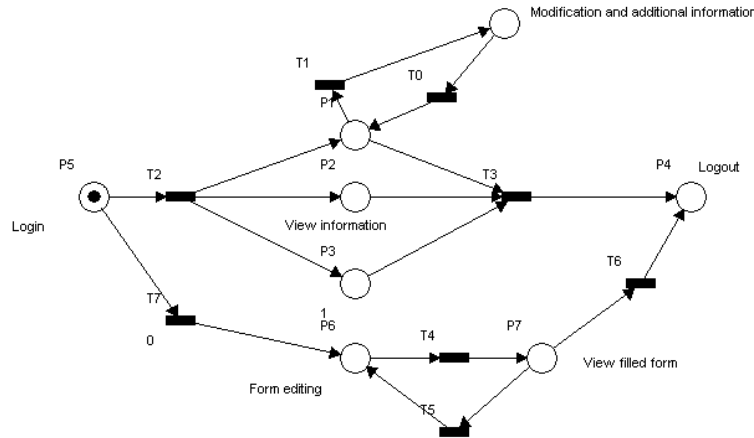 Modification and additional information
T1
T0
P1
P5
T2
P2
T3
P4
Logout
Login
View information
P3
T6
T7
1
0
P6
T4
P7
Form editing
View filled form
T5